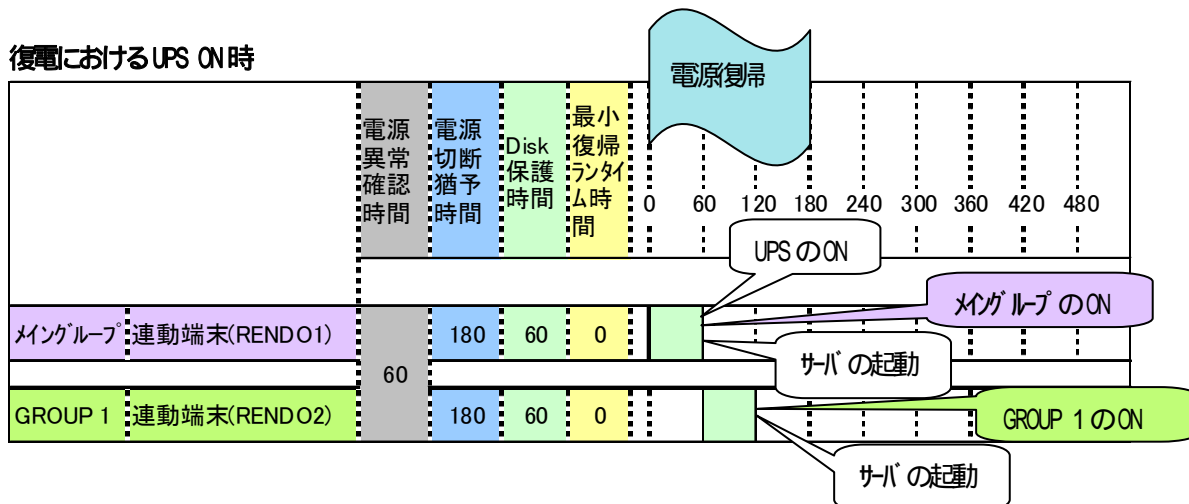 復電におけるUPS ON時
電源復帰
電源
異常
確認
時間
電源
切断
猶予
時間
Disk
保護
時間
最小
復帰
ランタイ
ム時
間
0 60 120 180 240 300 360 420 480
UPS のON
メイングループ のON
メイングループ 連動端末(RENDO1) 180 60 0
サーバ の起動
60
GROUP 1 連動端末(RENDO2) 180 60 0
GROUP 1 のON
サーバ の起動